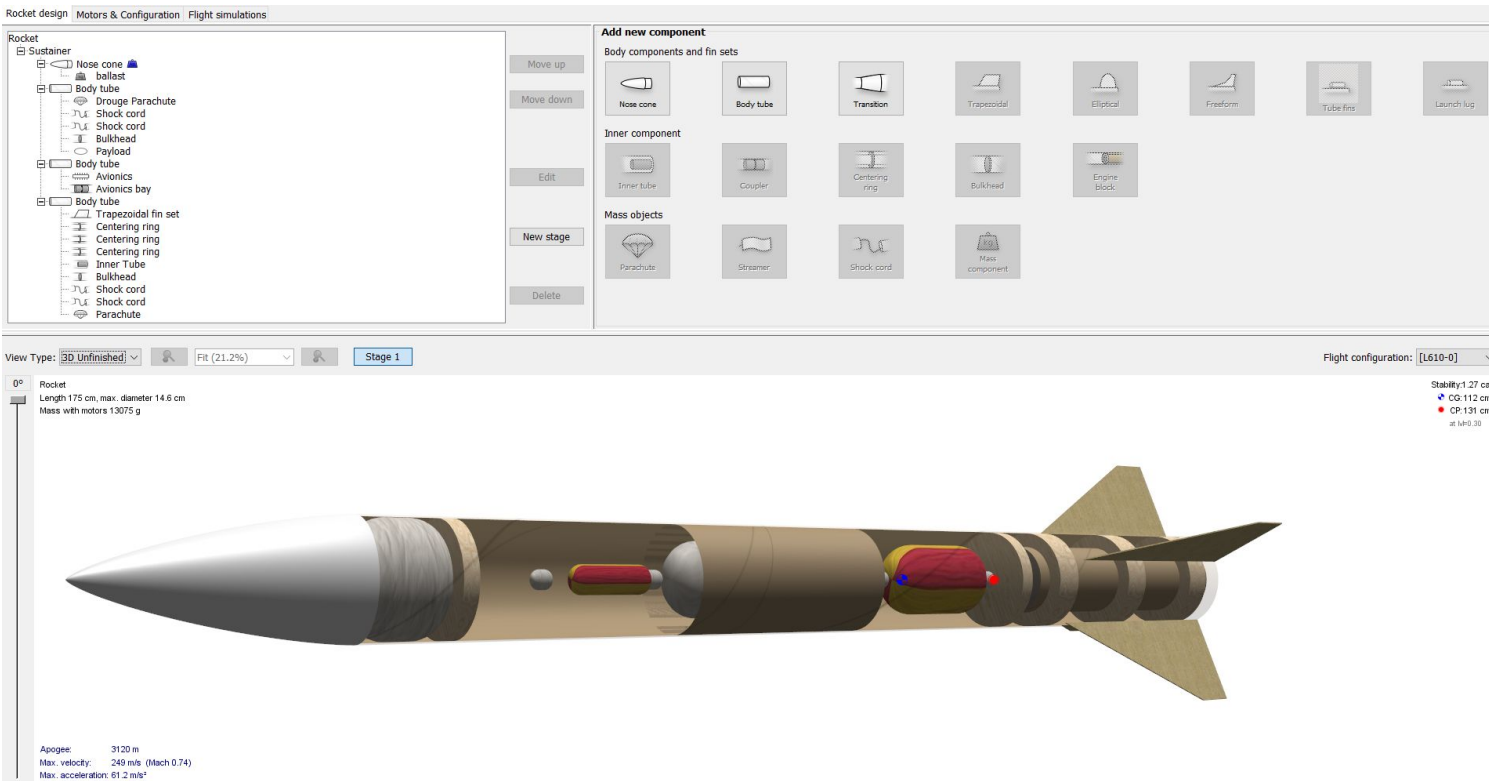 Rocket design Motors & Configuration Flight simulations
Rocket
Sustainer
Nose cone
ballast
Body tube
Drouge Parachute
Shock cord
Shock cord
Bulkhead
Payload
Body tube
Avionics
Avionics bay
Body tube
Trapezoidal fin set
Centering ring
Centering ring
Centering ring
Inner Tube
Bulkhead
Shock cord
Shock cord
Parachute
Move up
Move down
Edit
New stage
Delete
Add new component
Body components and fin sets
Nose cone Body tube Transition Trapezoidal Elliptical Freeform Tube fins Launch lug
Inner component
Inner tube Coupler Centering ring Bulkhead Engine block
Mass objects
Parachute Streamer Shock cord kg Mass component
View Type: 3D Unfinished Fit (21.2%) Stage 1 Flight configuration: [L610-0]
0°
Rocket
Length 175 cm, max. diameter 14.6 cm
Mass with motors 13075 g
Stability:1.27 ca
CG:112 cm
CP:131 cm
at M=0.30
Apogee: 3120 m
Max. velocity: 249 m/s (Mach 0.74)
Max. acceleration: 61.2 m/s²